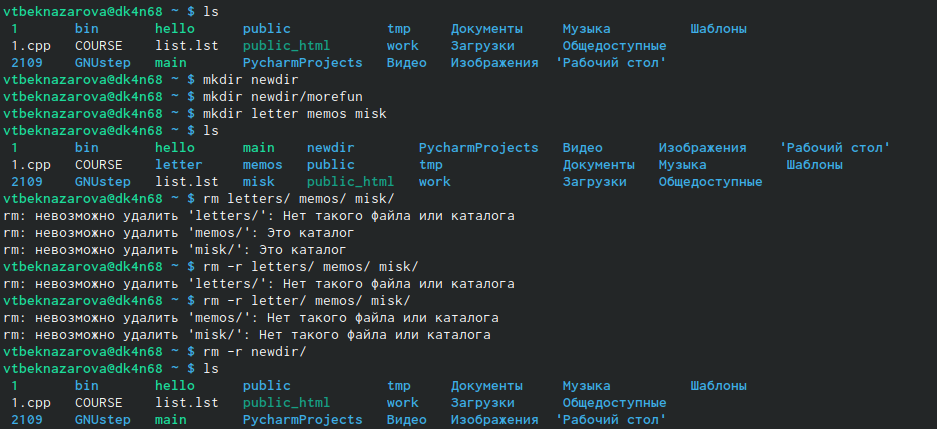 vtbeknazarova@dk4n68 ~ $ ls
1 bin hello public tmp Документы Музыка Шаблоны
1.cpp COURSE list.lst public_html work Загрузки Общедоступные
2109 GNUstep main PycharmProjects Видео Изображения 'Рабочий стол'
vtbeknazarova@dk4n68 ~ $ mkdir newdir
vtbeknazarova@dk4n68 ~ $ mkdir newdir/morefun
vtbeknazarova@dk4n68 ~ $ mkdir letter memos misk
vtbeknazarova@dk4n68 ~ $ ls
1 bin hello main newdir PycharmProjects Видео Изображения 'Рабочий стол'
1.cpp COURSE letter memos public tmp Документы Музыка Шаблоны
2109 GNUstep list.lst misk public_html work Загрузки Общедоступные
vtbeknazarova@dk4n68 ~ $ rm letters/ memos/ misk/
rm: невозможно удалить 'letters/': Нет такого файла или каталога
rm: невозможно удалить 'memos/': Это каталог
rm: невозможно удалить 'misk/': Это каталог
vtbeknazarova@dk4n68 ~ $ rm -r letters/ memos/ misk/
rm: невозможно удалить 'letters/': Нет такого файла или каталога
vtbeknazarova@dk4n68 ~ $ rm -r letter/ memos/ misk/
rm: невозможно удалить 'memos/': Нет такого файла или каталога
rm: невозможно удалить 'misk/': Нет такого файла или каталога
vtbeknazarova@dk4n68 ~ $ rm -r newdir/
vtbeknazarova@dk4n68 ~ $ ls
1 bin hello public tmp Документы Музыка Шаблоны
1.cpp COURSE list.lst public_html work Загрузки Общедоступные
2109 GNUstep main PycharmProjects Видео Изображения 'Рабочий стол'